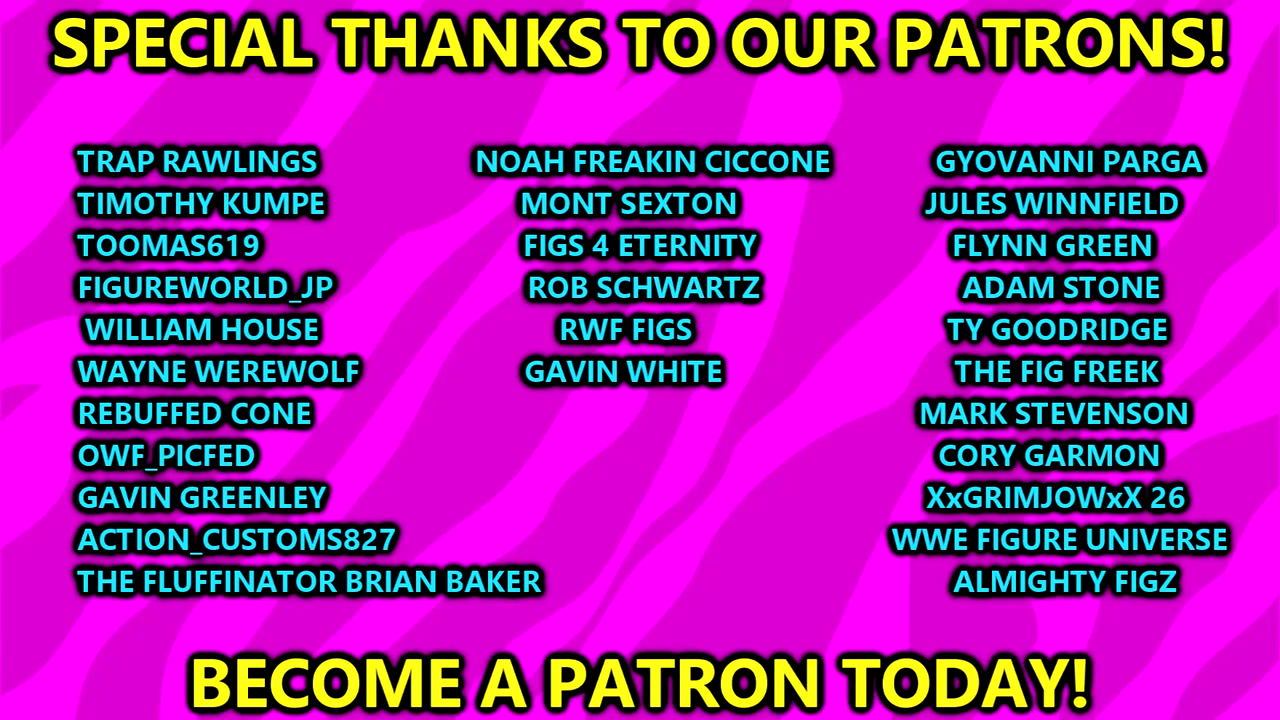 SPECIAL THANKS TO OUR PATRONS!
TRAP RAWLINGS
TIMOTHY KUMPE
TOOMAS619
FIGUREWORLD_JP
WILLIAM HOUSE
WAYNE WEREWOLF
REBUFFED CONE
OWF_PICFED
GAVIN GREENLEY
ACTION_CUSTOMS827
THE FLUFFINATOR BRIAN BAKER
NOAH FREAKIN CICCONE
MONT SEXTON
FIGS 4 ETERNITY
ROB SCHWARTZ
RWF FIGS
GAVIN WHITE
GYOVANNI PARGA
JULES WINNFIELD
FLYNN GREEN
ADAM STONE
TY GOODRIDGE
THE FIG FREEK
MARK STEVENSON
CORY GARMON
XxGRIMJOWxX 26
WWE FIGURE UNIVERSE
ALMIGHTY FIGZ
BECOME A PATRON TODAY!